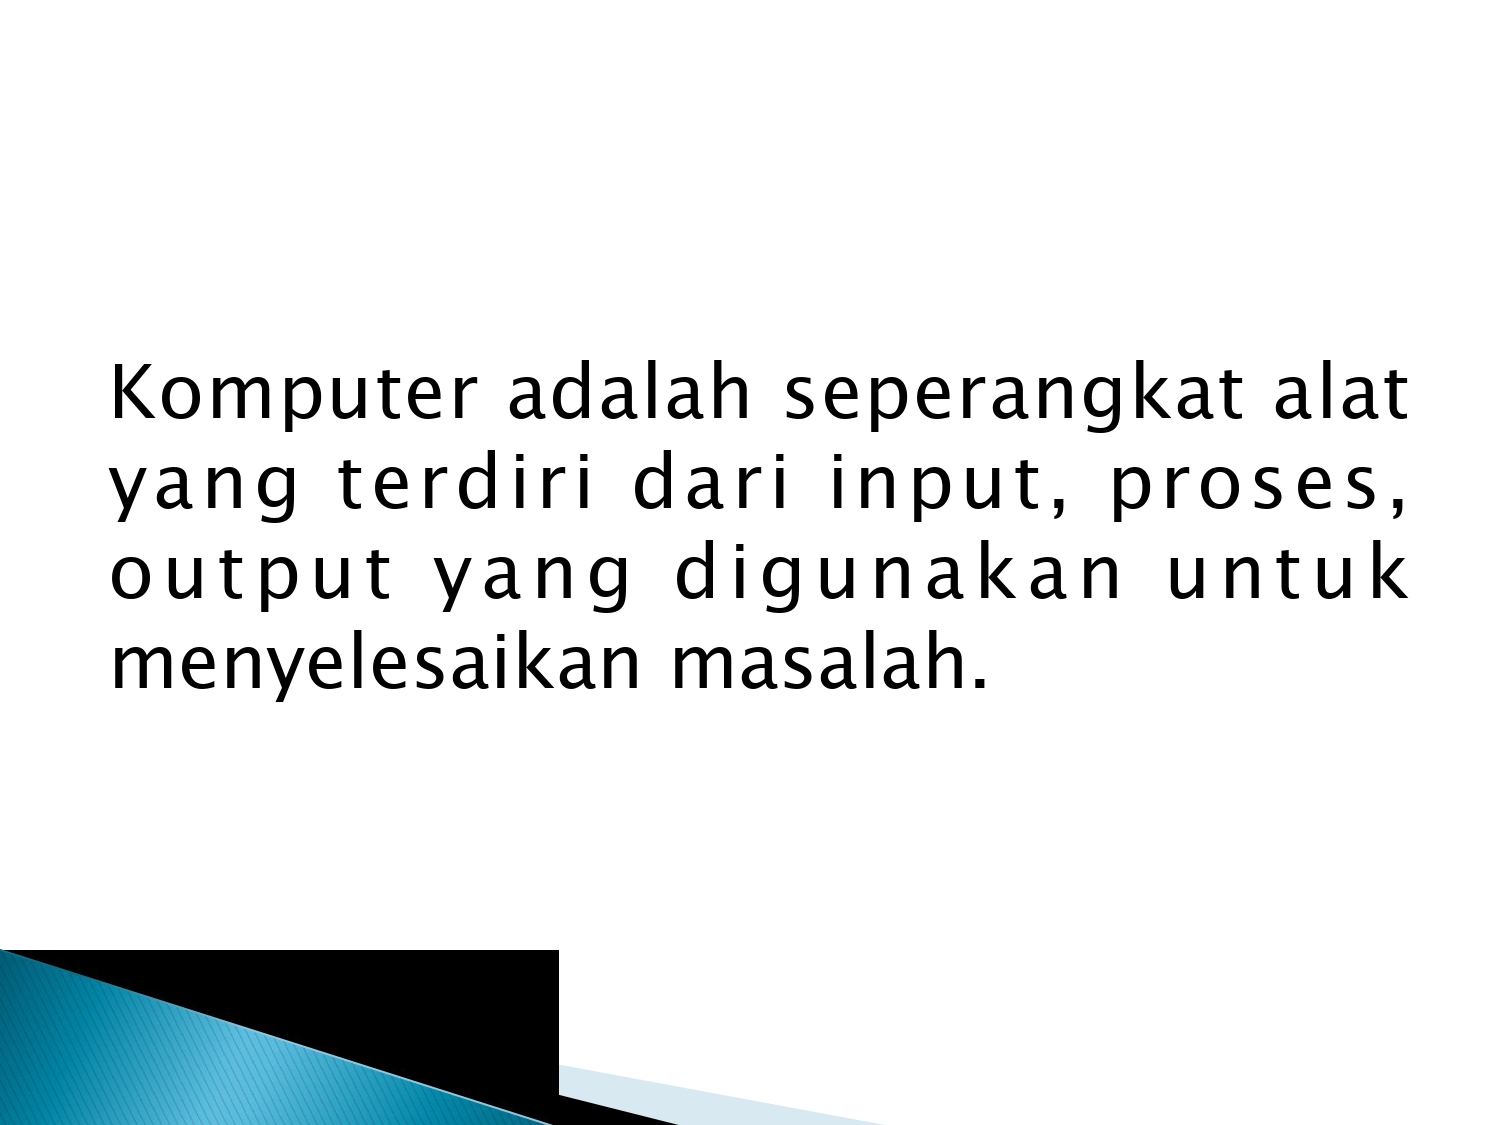 Komputer adalah seperangkat alat
yang terdiri dari input, proses,
output yang digunakan untuk
menyelesaikan masalah.